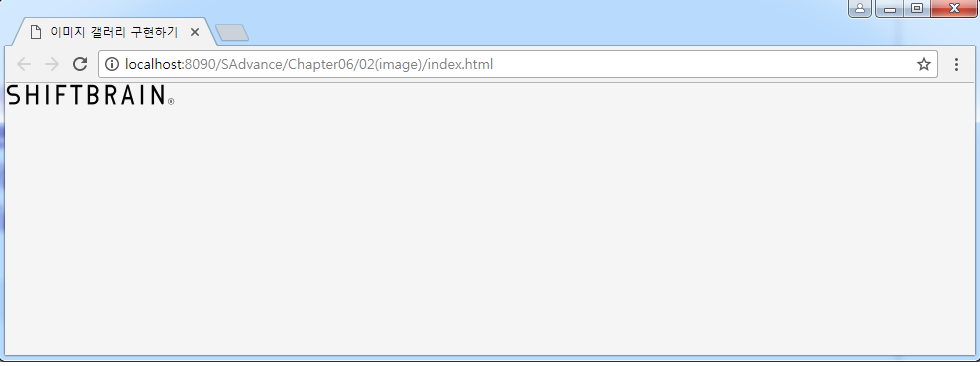 이미지 갤러리 구현하기
localhost:8090/SAdvance/Chapter06/02(image)/index.html
SHIFTBRAIN®